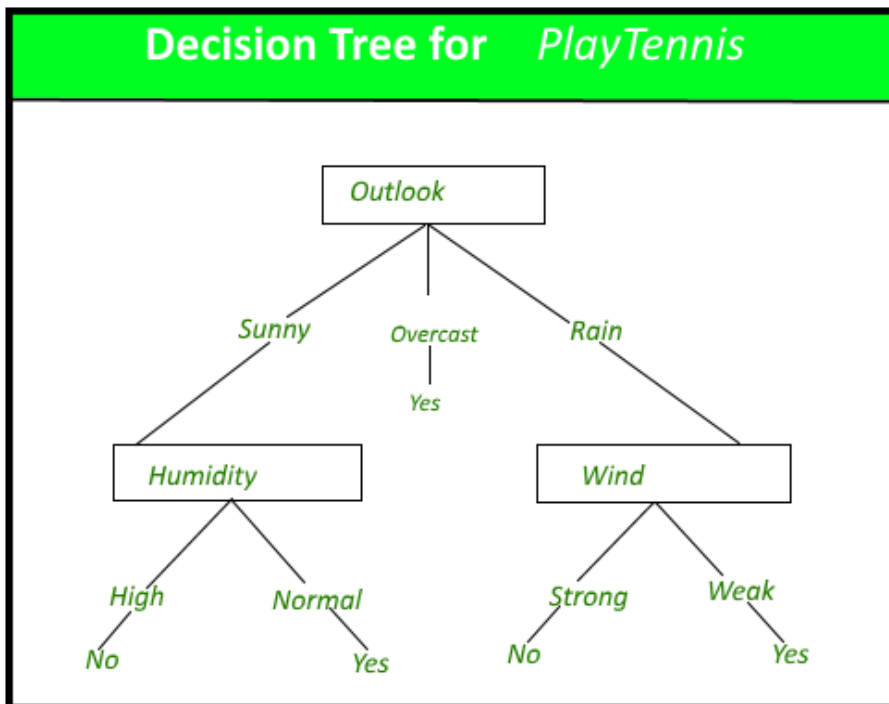 Decision Tree for PlayTennis
Outlook
Sunny Overcast Rain
Yes
Humidity Wind
High Normal Strong Weak
No Yes No Yes